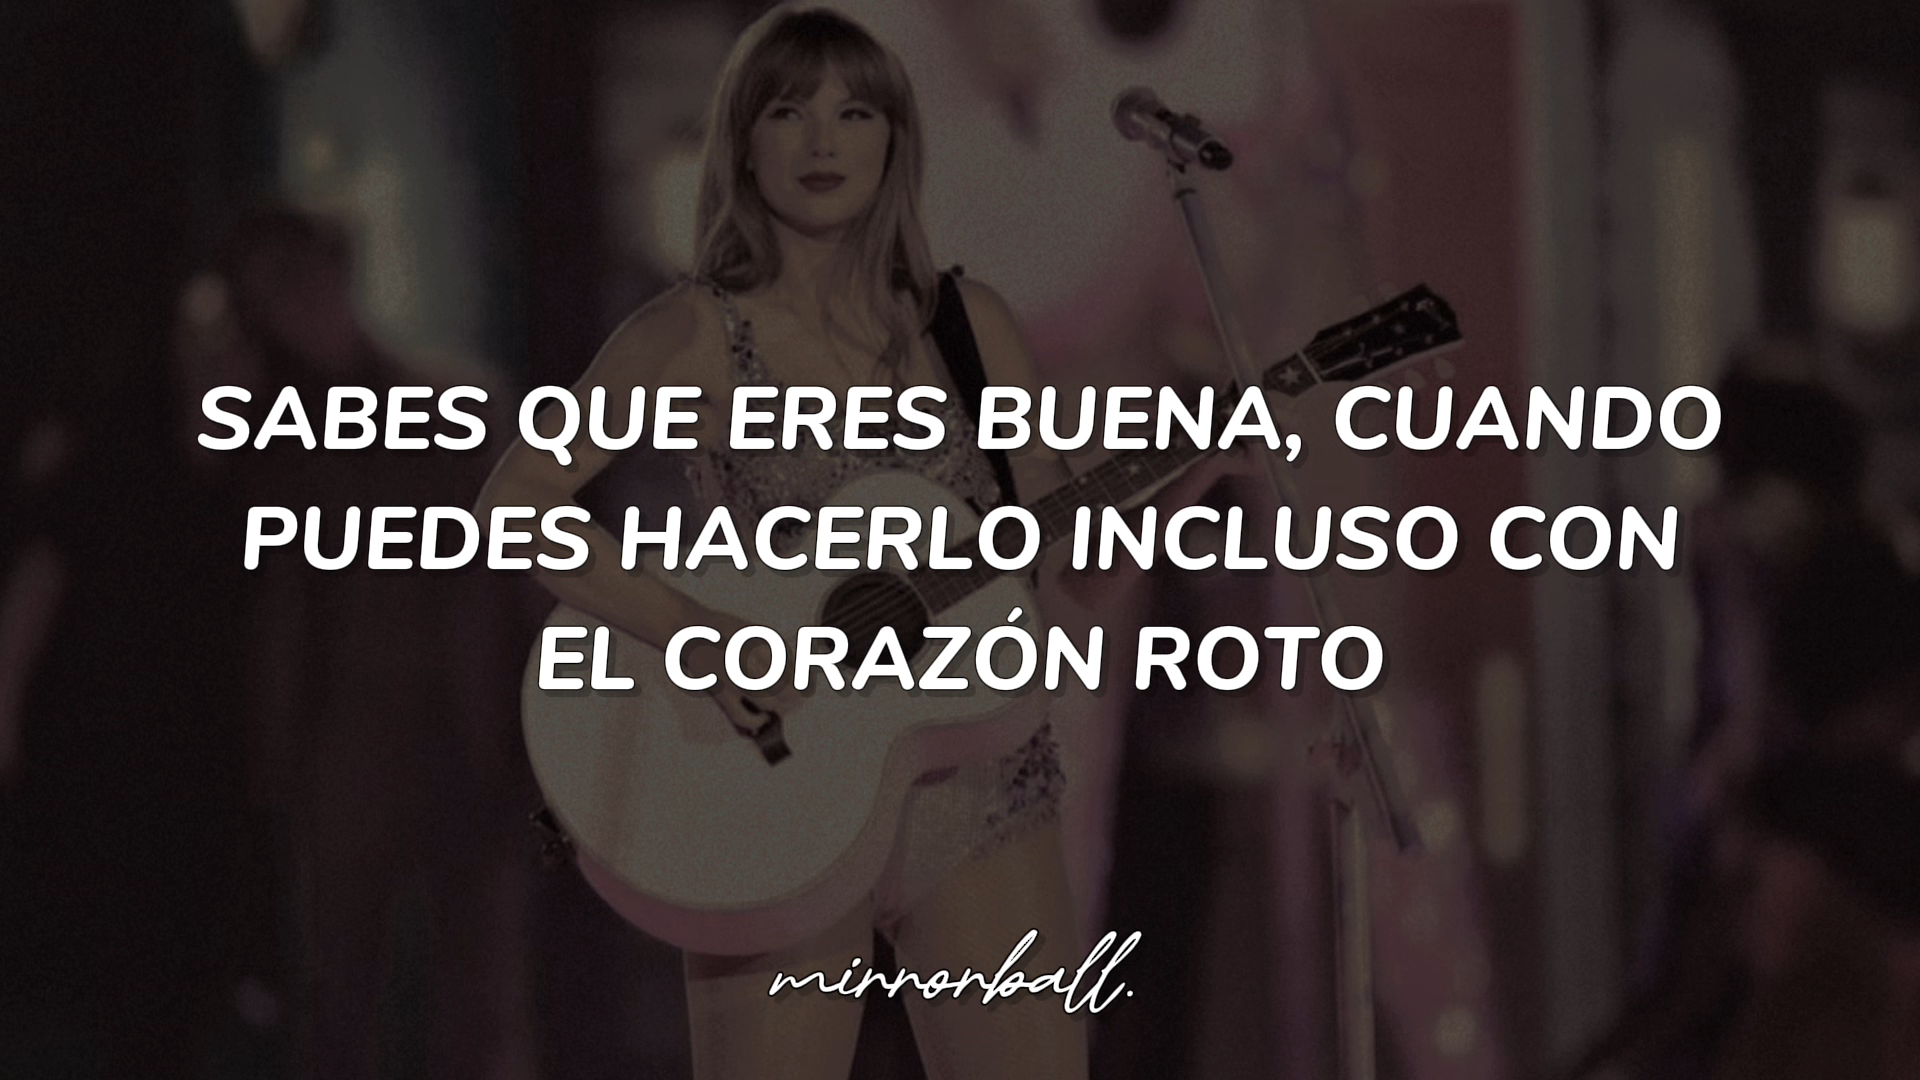 SABES QUE ERES BUENA, CUANDO
PUEDES HACERLO INCLUSO CON
EL CORAZÓN ROTO
mirrorball.